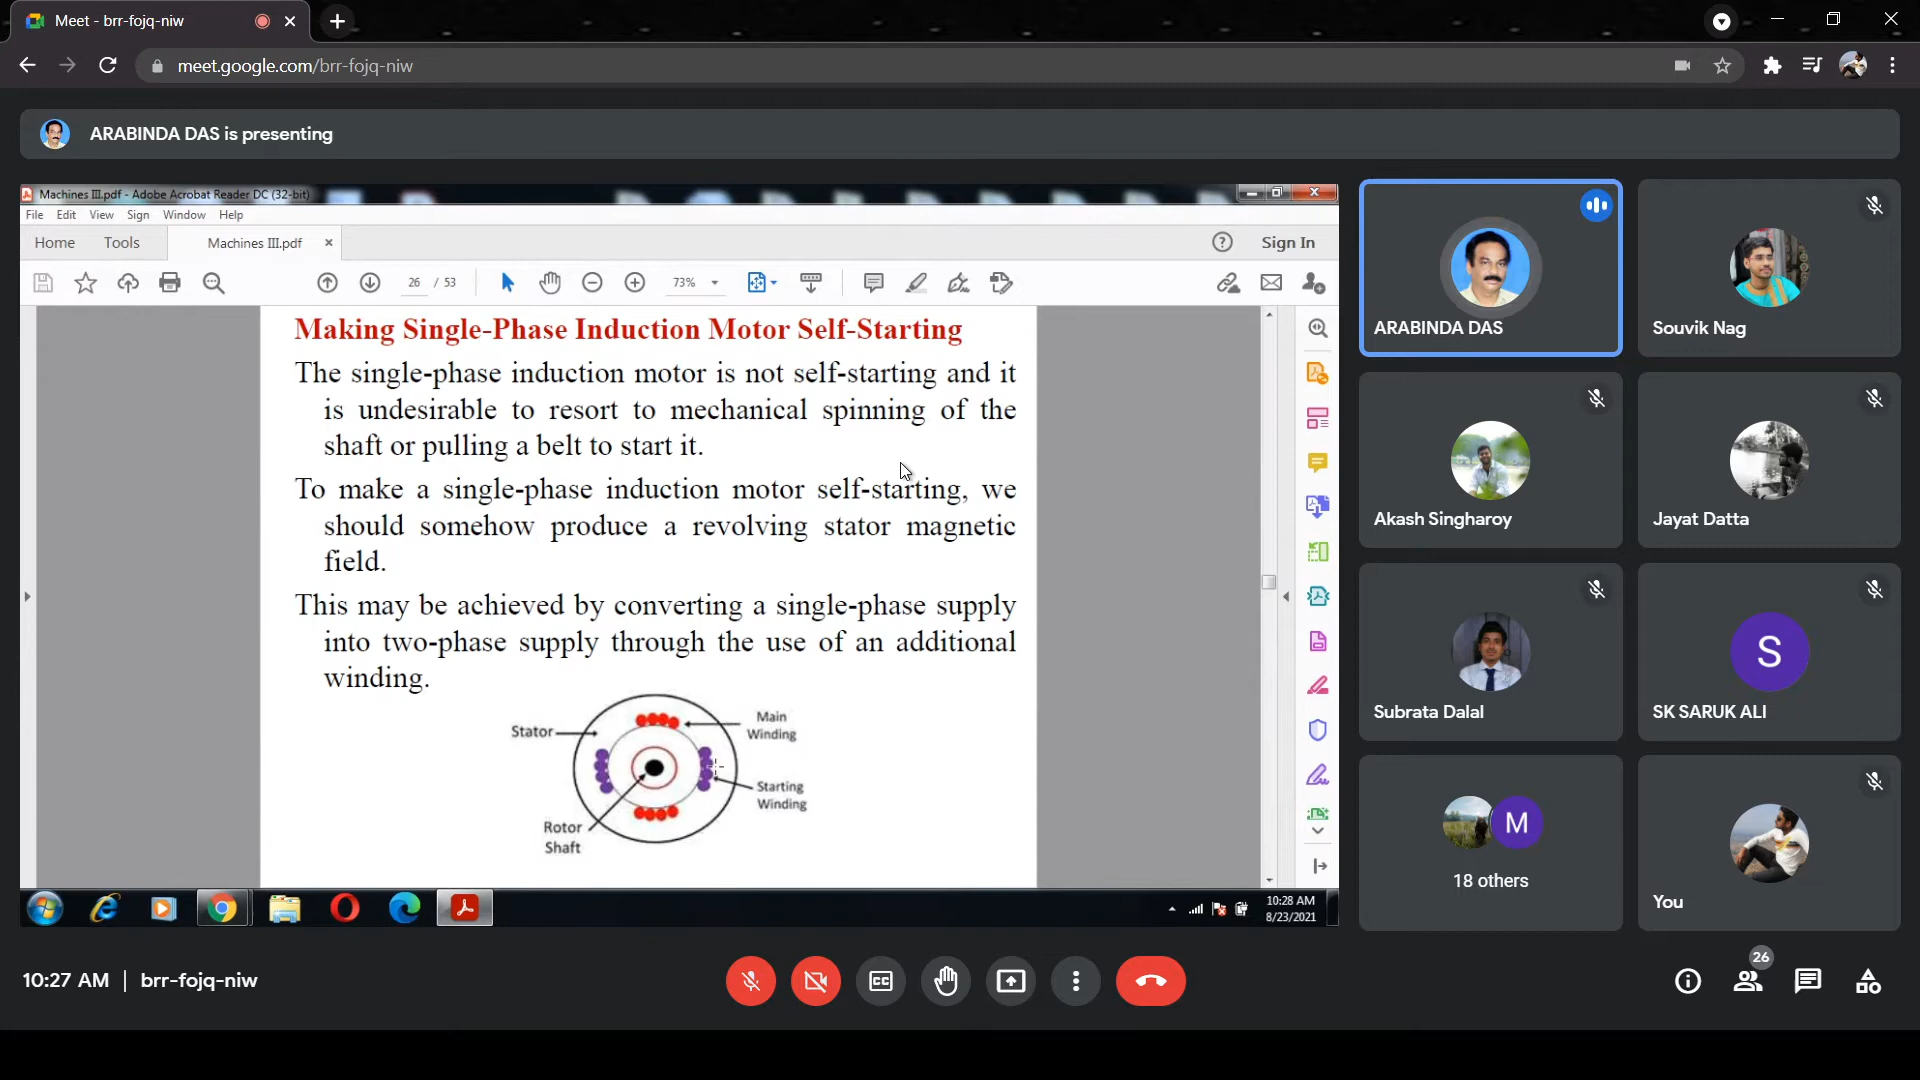 Meet - brr-fojq-niw
meet.google.com/brr-fojq-niw
ARABINDA DAS is presenting
Machines III.pdf - Adobe Acrobat Reader DC (32-bit)
File Edit View Sign Window Help
Home Tools Machines III.pdf Sign In
26 / 53 73%
Making Single-Phase Induction Motor Self-Starting
The single-phase induction motor is not self-starting and it
is undesirable to resort to mechanical spinning of the
shaft or pulling a belt to start it.
To make a single-phase induction motor self-starting, we
should somehow produce a revolving stator magnetic
field.
This may be achieved by converting a single-phase supply
into two-phase supply through the use of an additional
winding.
Stator
Main
Winding
Starting
Winding
Rotor
Shaft
10:28 AM
8/23/2021
ARABINDA DAS
Souvik Nag
Akash Singharoy
Jayat Datta
Subrata Dalal
S
SK SARUK ALI
M
18 others
You
10:27 AM | brr-fojq-niw
CC
26